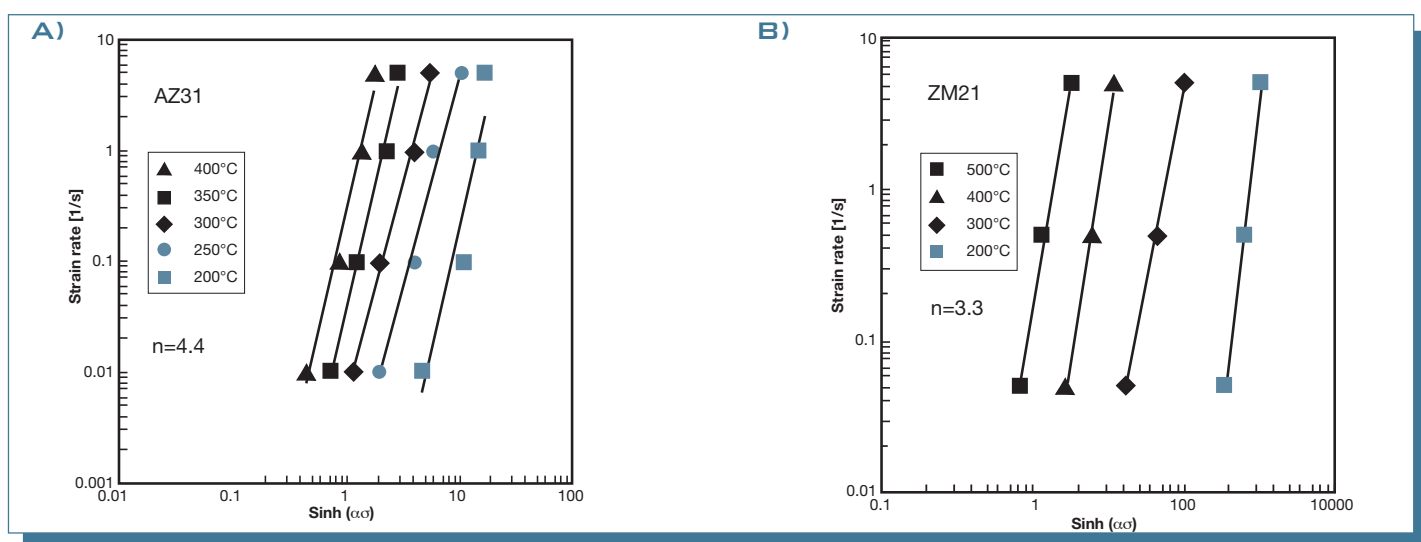 A)
10
1
0.1
0.01
0.001
Strain rate [1/s]
AZ31
400°C
350°C
300°C
250°C
200°C
n=4.4
0.01
0.1
1
10
100
Sinh (ασ)
B)
10
1
0.1
0.01
Strain rate [1/s]
ZM21
500°C
400°C
300°C
200°C
n=3.3
0.1
1
100
10000
Sinh (ασ)